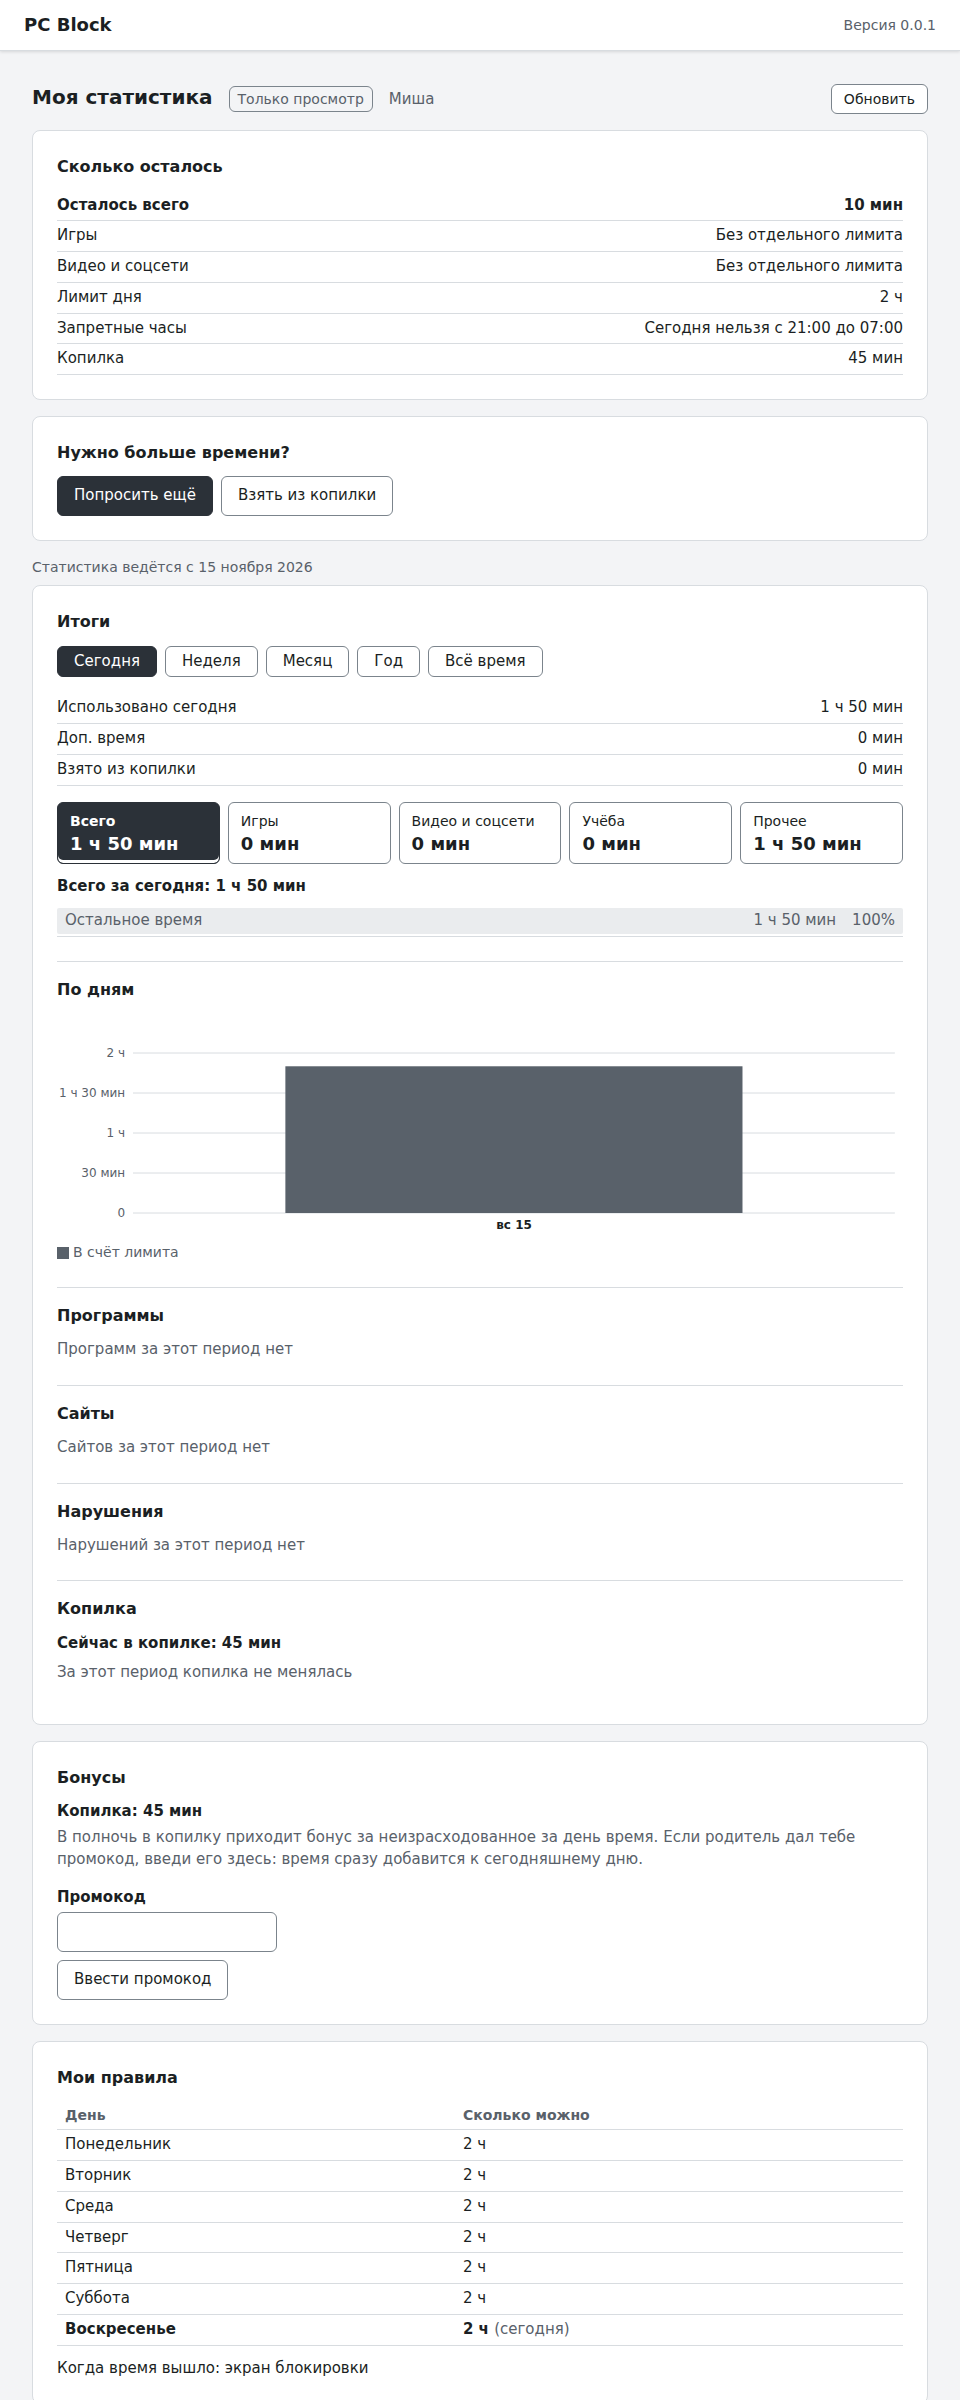 PC Block
Версия 0.0.1
Моя статистика
Только просмотр
Миша
Обновить
Сколько осталось
Осталось всего 10 мин
Игры Без отдельного лимита
Видео и соцсети Без отдельного лимита
Лимит дня 2 ч
Запретные часы Сегодня нельзя с 21:00 до 07:00
Копилка 45 мин
Нужно больше времени?
Попросить ещё
Взять из копилки
Статистика ведётся с 15 ноября 2026
Итоги
Сегодня Неделя Месяц Год Всё время
Использовано сегодня 1 ч 50 мин
Доп. время 0 мин
Взято из копилки 0 мин
Всего Игры Видео и соцсети Учёба Прочее
1 ч 50 мин 0 мин 0 мин 0 мин 1 ч 50 мин
Всего за сегодня: 1 ч 50 мин
Остальное время 1 ч 50 мин 100%
По дням
2 ч
1 ч 30 мин
1 ч
30 мин
0
вс 15
В счёт лимита
Программы
Программ за этот период нет
Сайты
Сайтов за этот период нет
Нарушения
Нарушений за этот период нет
Копилка
Сейчас в копилке: 45 мин
За этот период копилка не менялась
Бонусы
Копилка: 45 мин
В полночь в копилку приходит бонус за неизрасходованное за день время. Если родитель дал тебе
промокод, введи его здесь: время сразу добавится к сегодняшнему дню.
Промокод
Ввести промокод
Мои правила
День Сколько можно
Понедельник 2 ч
Вторник 2 ч
Среда 2 ч
Четверг 2 ч
Пятница 2 ч
Суббота 2 ч
Воскресенье 2 ч (сегодня)
Когда время вышло: экран блокировки